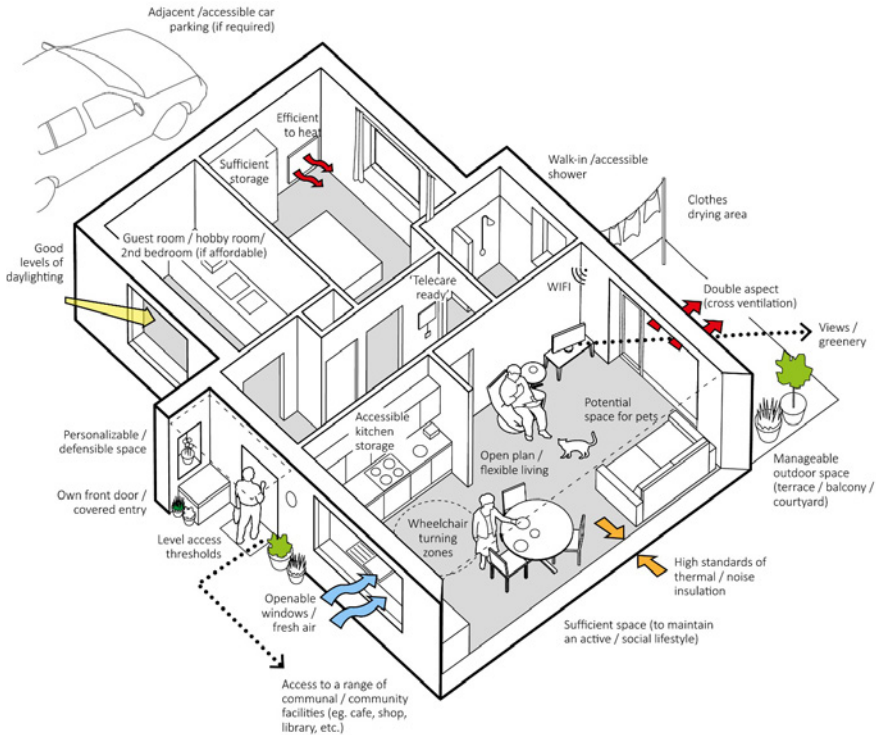 Adjacent /accessible car
parking (if required)
Efficient
to heat
Sufficient
storage
Walk-in /accessible
shower
Clothes
drying area
Good
levels of
daylighting
Guest room / hobby room/
2nd bedroom (if affordable)
'Telecare
ready'
WIFI
Double aspect
(cross ventilation)
Views /
greenery
Personalizable /
defensible space
Accessible
kitchen
storage
Potential
space for pets
Open plan /
flexible living
Manageable
outdoor space
(terrace / balcony /
courtyard)
Own front door /
covered entry
Level access
thresholds
Wheelchair
turning
zones
High standards of
thermal / noise
insulation
Openable
windows /
fresh air
Sufficient space (to maintain
an active / social lifestyle)
Access to a range of
communal / community
facilities (eg. cafe, shop,
library, etc.)